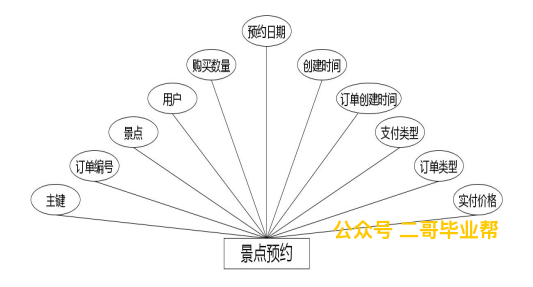 预约日期
购买数量
创建时间
用户
订单创建时间
景点
支付类型
订单编号
订单类型
主键
实付价格
公众号 二哥毕业帮
景点预约